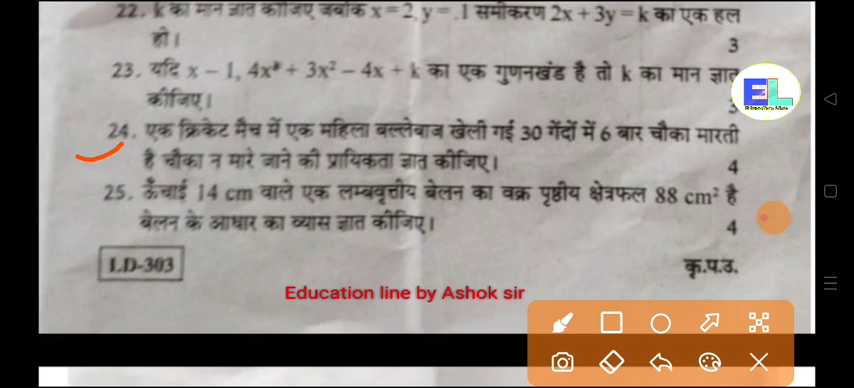 22. k का मान ज्ञात कीजिए जबकि x = 2, y = .1 समीकरण 2x + 3y = k का एक हल
हो। 3
23. यदि x − 1, 4x³ + 3x² − 4x + k का एक गुणनखंड है तो k का मान ज्ञात
कीजिए। 3
24. एक क्रिकेट मैच में एक महिला बल्लेबाज खेली गई 30 गेंदों में 6 बार चौका मारती
है चौका न मारे जाने की प्रायिकता ज्ञात कीजिए। 4
25. ऊँचाई 14 cm वाले एक लम्बवृत्तीय बेलन का वक्र पृष्ठीय क्षेत्रफल 88 cm² है
बेलन के आधार का व्यास ज्ञात कीजिए। 4
LD-303 कृ.प.उ.
Education line by Ashok sir
EL